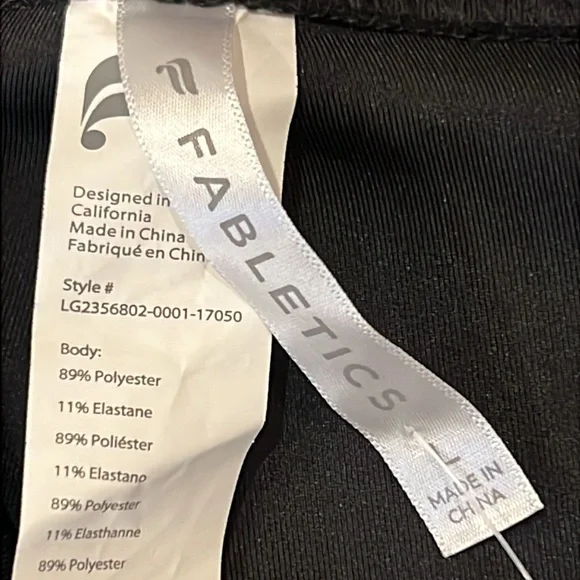 Designed in
California
Made in China
Fabriqué en Chin
Style #
LG2356802-0001-17050
Body:
89% Polyester
11% Elastane
89% Poliéster
11% Elastano
89% Polyester
11% Elasthanne
89% Polyester
FABLETICS
L
MADE IN
CHINA